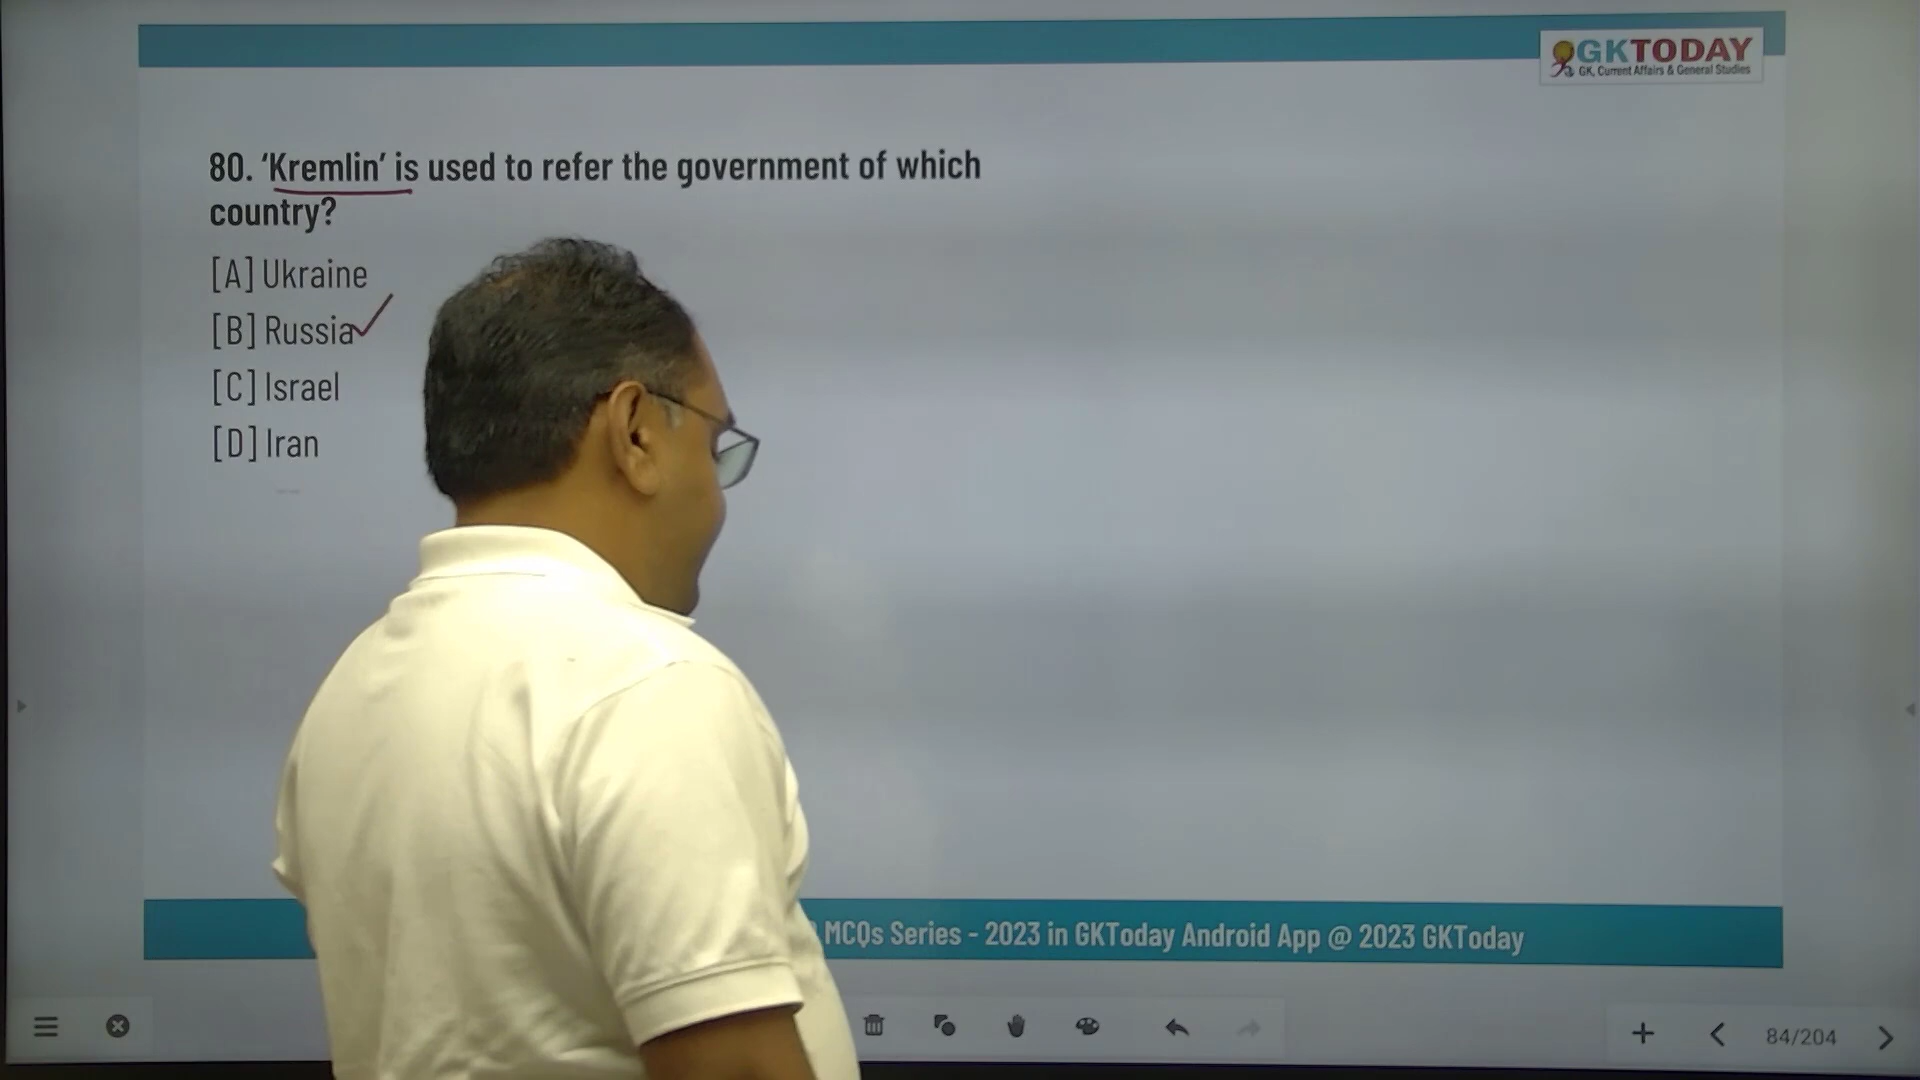 GKTODAY
GK, Current Affairs & General Studies
80. ‘Kremlin’ is used to refer the government of which
country?
[A] Ukraine
[B] Russia
[C] Israel
[D] Iran
MCQs Series - 2023 in GKToday Android App @ 2023 GKToday
84/204